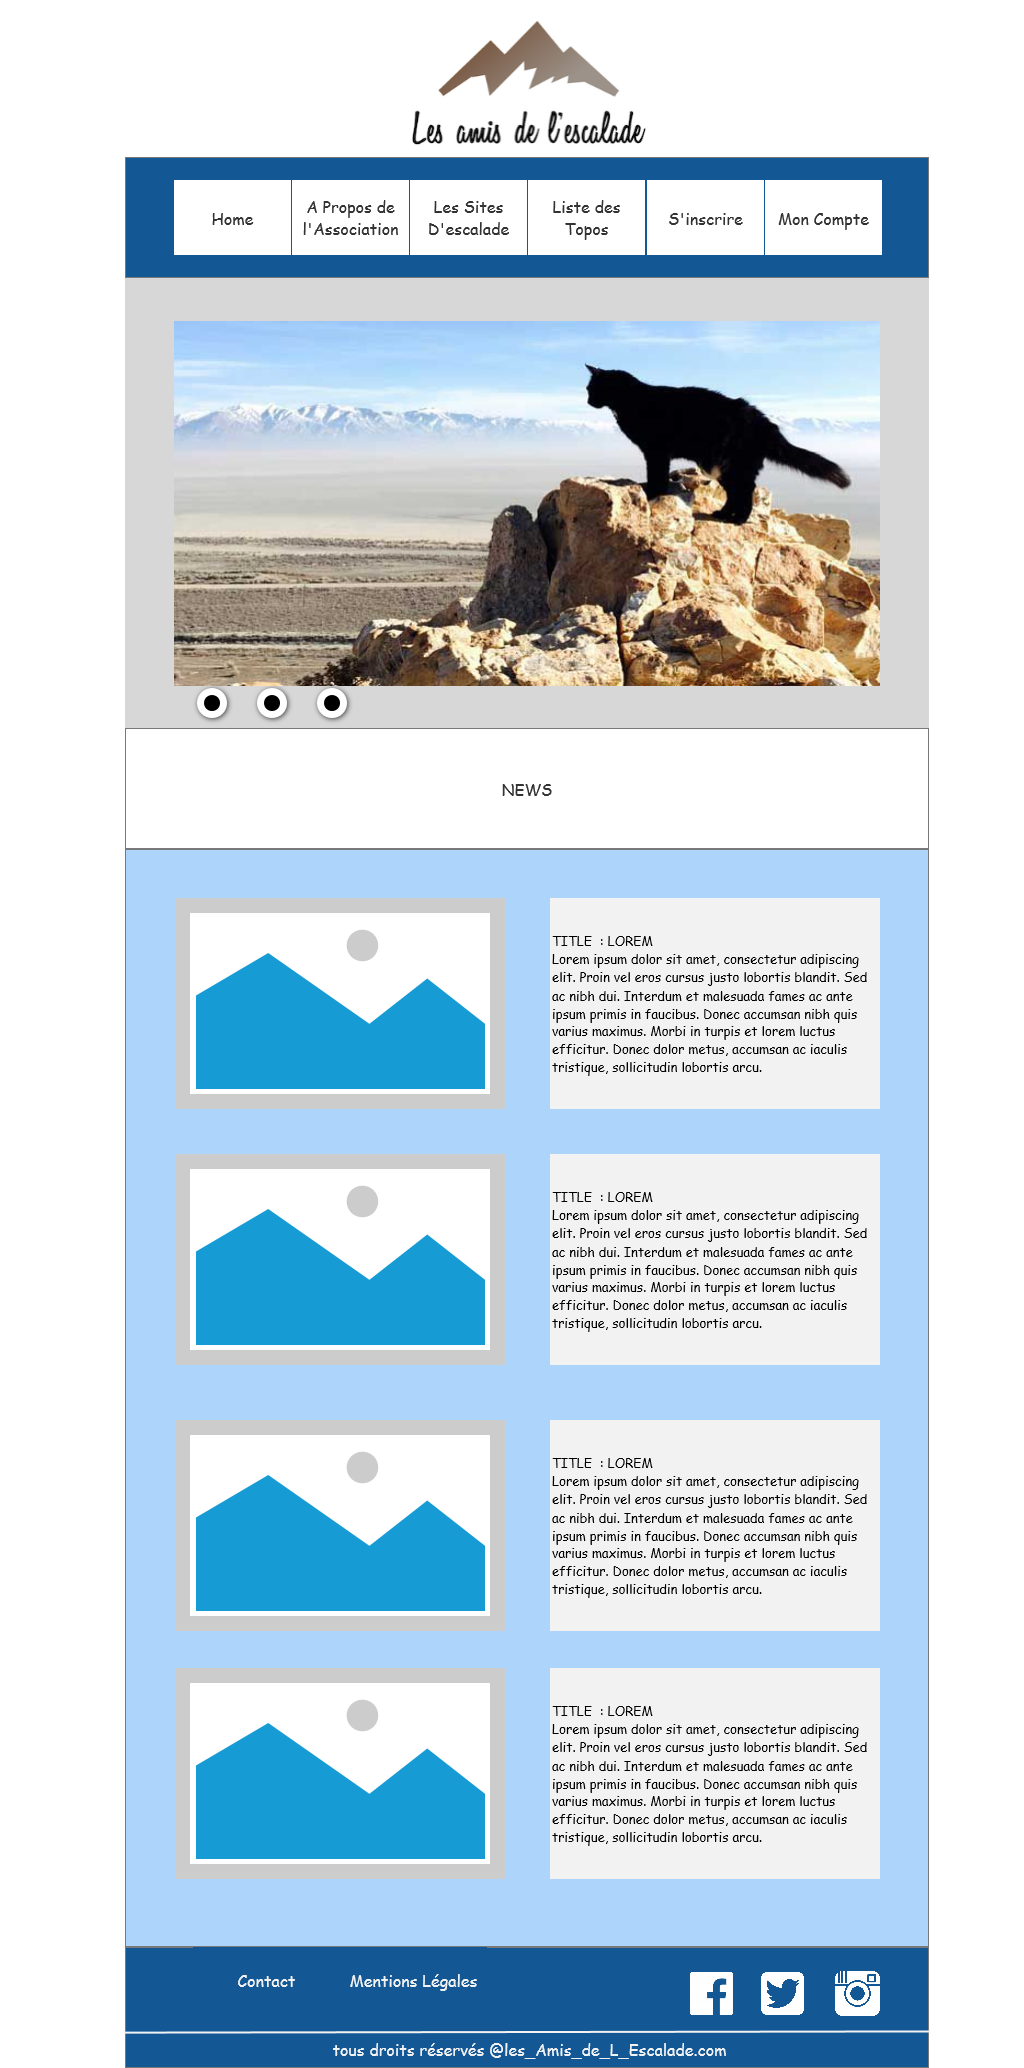 Les amis de l'escalade
Home
A Propos de
l'Association
Les Sites
D'escalade
Liste des
Topos
S'inscrire
Mon Compte
NEWS
TITLE : LOREM
Lorem ipsum dolor sit amet, consectetur adipiscing
elit. Proin vel eros cursus justo lobortis blandit. Sed
ac nibh dui. Interdum et malesuada fames ac ante
ipsum primis in faucibus. Donec accumsan nibh quis
varius maximus. Morbi in turpis et lorem luctus
efficitur. Donec dolor metus, accumsan ac iaculis
tristique, sollicitudin lobortis arcu.
TITLE : LOREM
Lorem ipsum dolor sit amet, consectetur adipiscing
elit. Proin vel eros cursus justo lobortis blandit. Sed
ac nibh dui. Interdum et malesuada fames ac ante
ipsum primis in faucibus. Donec accumsan nibh quis
varius maximus. Morbi in turpis et lorem luctus
efficitur. Donec dolor metus, accumsan ac iaculis
tristique, sollicitudin lobortis arcu.
TITLE : LOREM
Lorem ipsum dolor sit amet, consectetur adipiscing
elit. Proin vel eros cursus justo lobortis blandit. Sed
ac nibh dui. Interdum et malesuada fames ac ante
ipsum primis in faucibus. Donec accumsan nibh quis
varius maximus. Morbi in turpis et lorem luctus
efficitur. Donec dolor metus, accumsan ac iaculis
tristique, sollicitudin lobortis arcu.
TITLE : LOREM
Lorem ipsum dolor sit amet, consectetur adipiscing
elit. Proin vel eros cursus justo lobortis blandit. Sed
ac nibh dui. Interdum et malesuada fames ac ante
ipsum primis in faucibus. Donec accumsan nibh quis
varius maximus. Morbi in turpis et lorem luctus
efficitur. Donec dolor metus, accumsan ac iaculis
tristique, sollicitudin lobortis arcu.
Contact
Mentions Légales
tous droits réservés @les_Amis_de_L_Escalade.com